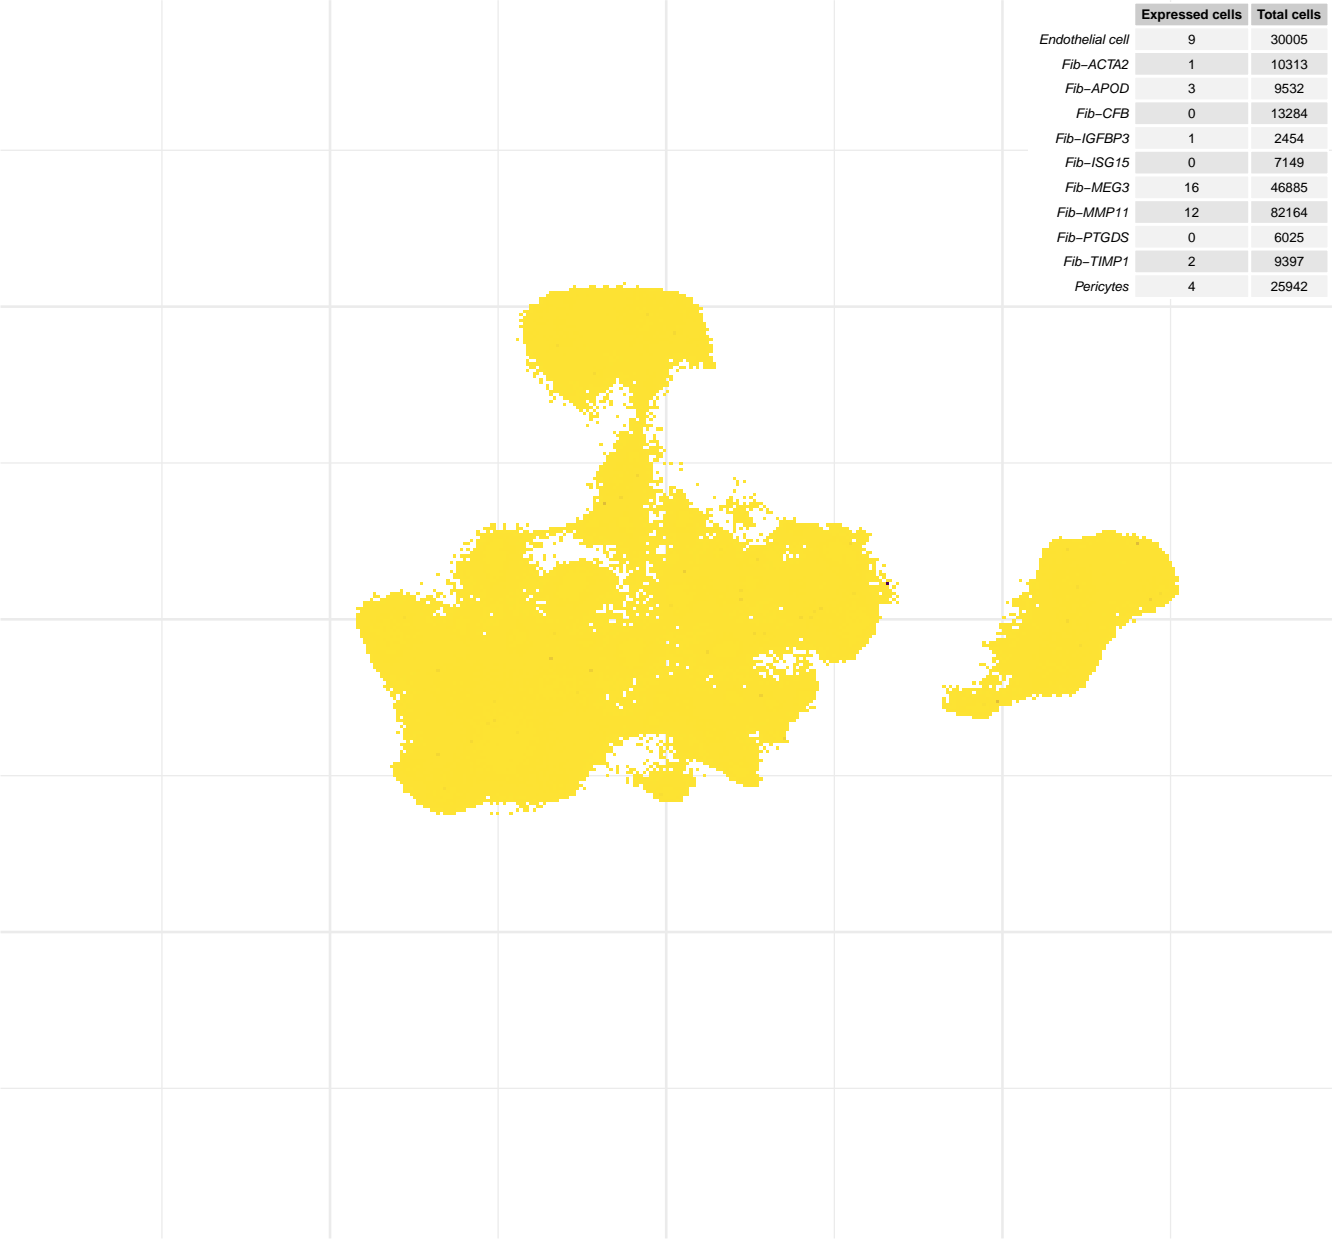 Expressed cells Total cells
Endothelial cell 9 30005
Fib−ACTA2 1 10313
Fib−APOD 3 9532
Fib−CFB 0 13284
Fib−IGFBP3 1 2454
Fib−ISG15 0 7149
Fib−MEG3 16 46885
Fib−MMP11 12 82164
Fib−PTGDS 0 6025
Fib−TIMP1 2 9397
Pericytes 4 25942